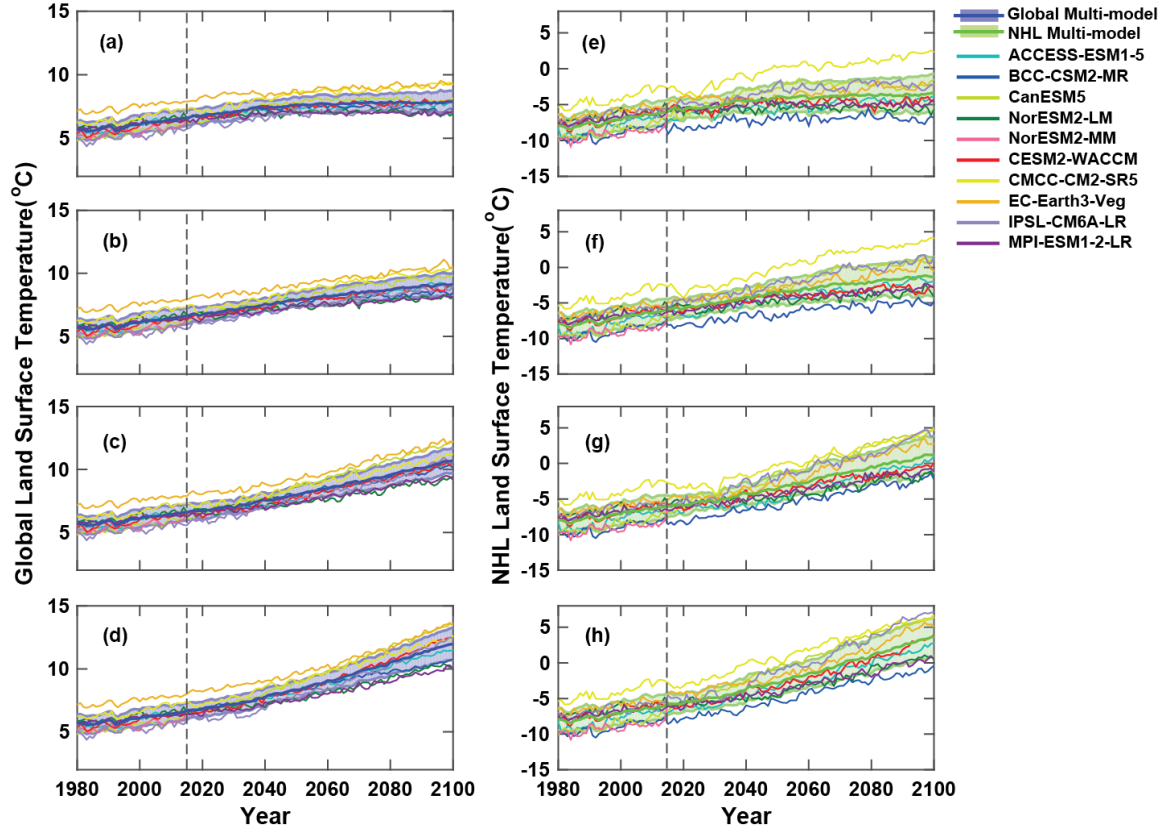 Global Land Surface Temperature( °C)
15
(a)
10
5
15
(b)
10
5
15
(c)
10
5
15
(d)
10
5
1980 2000 2020 2040 2060 2080 2100
Year
NHL Land Surface Temperature( °C)
5
(e)
0
-5
-10
-15
5
(f)
0
-5
-10
-15
5
(g)
0
-5
-10
-15
5
(h)
0
-5
-10
-15
1980 2000 2020 2040 2060 2080 2100
Year
Global Multi-model
NHL Multi-model
ACCESS-ESM1-5
BCC-CSM2-MR
CanESM5
NorESM2-LM
NorESM2-MM
CESM2-WACCM
CMCC-CM2-SR5
EC-Earth3-Veg
IPSL-CM6A-LR
MPI-ESM1-2-LR